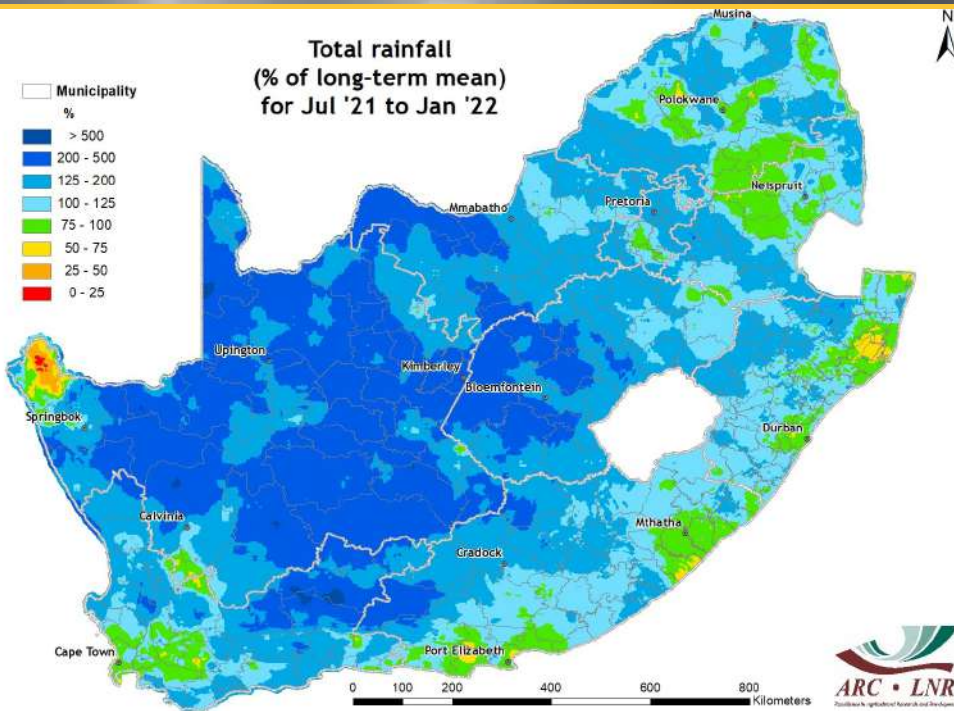 Total rainfall
(% of long-term mean)
for Jul '21 to Jan '22
N
Municipality
%
> 500
200 - 500
125 - 200
100 - 125
75 - 100
50 - 75
25 - 50
0 - 25
Musina
Polokwane
Nelspruit
Pretoria
Mmabatho
Upington
Kimberley
Bloemfontein
Springbok
Durban
Calvinia
Mthatha
Cradock
Cape Town
Port Elizabeth
0 100 200 400 600 800
Kilometers
ARC • LNR